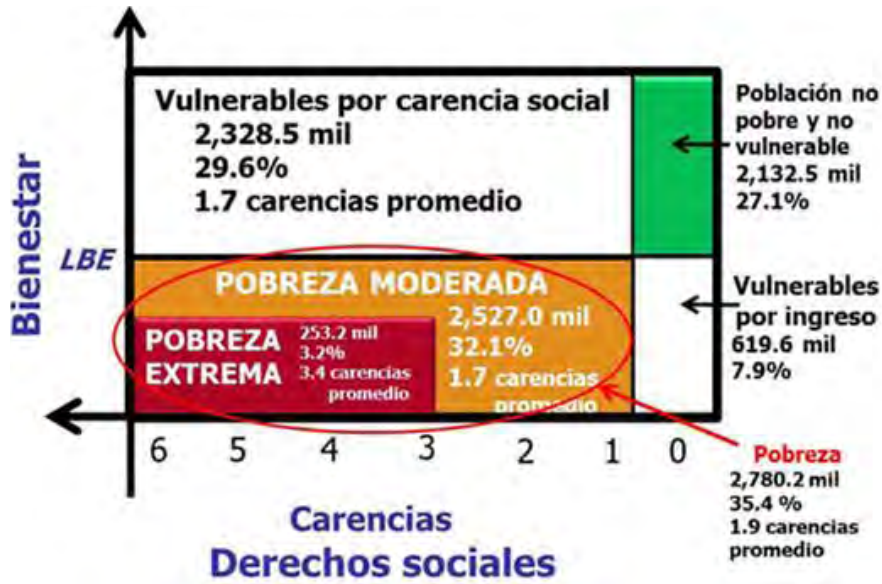 Vulnerables por carencia social
2,328.5 mil
29.6%
1.7 carencias promedio
Población no
pobre y no
vulnerable
2,132.5 mil
27.1%
Bienestar
LBE
POBREZA MODERADA
2,527.0 mil
32.1%
1.7 carencias
promedio
POBREZA
EXTREMA
253.2 mil
3.2%
3.4 carencias
promedio
Vulnerables
por ingreso
619.6 mil
7.9%
6 5 4 3 2 1 0
Pobreza
2,780.2 mil
35.4 %
1.9 carencias
promedio
Carencias
Derechos sociales